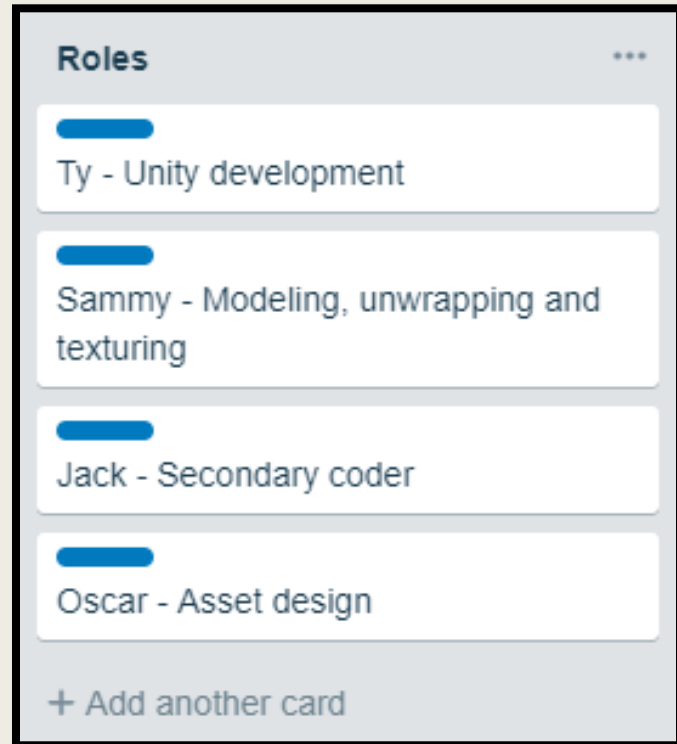 Roles
Ty - Unity development
Sammy - Modeling, unwrapping and
texturing
Jack - Secondary coder
Oscar - Asset design
+ Add another card